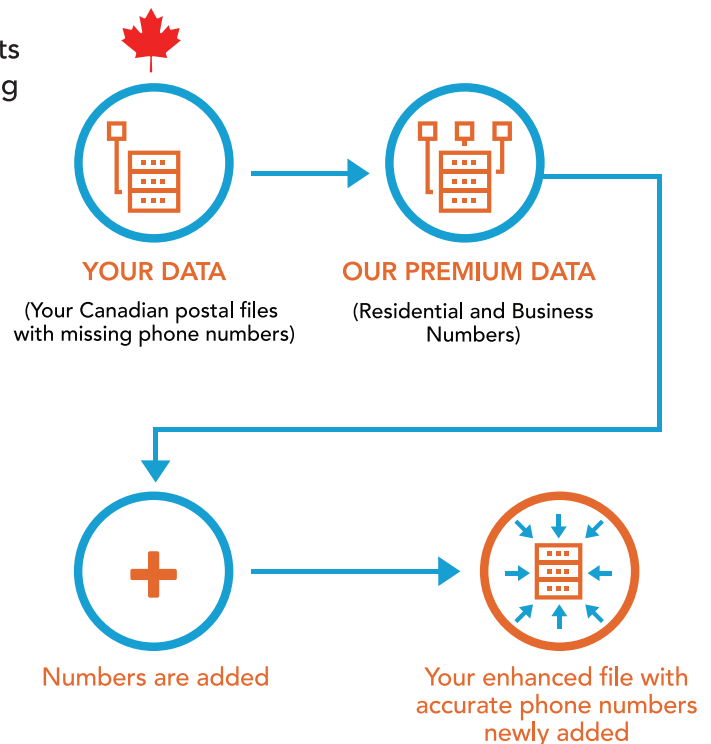 ts
g
YOUR DATA
(Your Canadian postal files
with missing phone numbers)
OUR PREMIUM DATA
(Residential and Business
Numbers)
+
Numbers are added
Your enhanced file with
accurate phone numbers
newly added